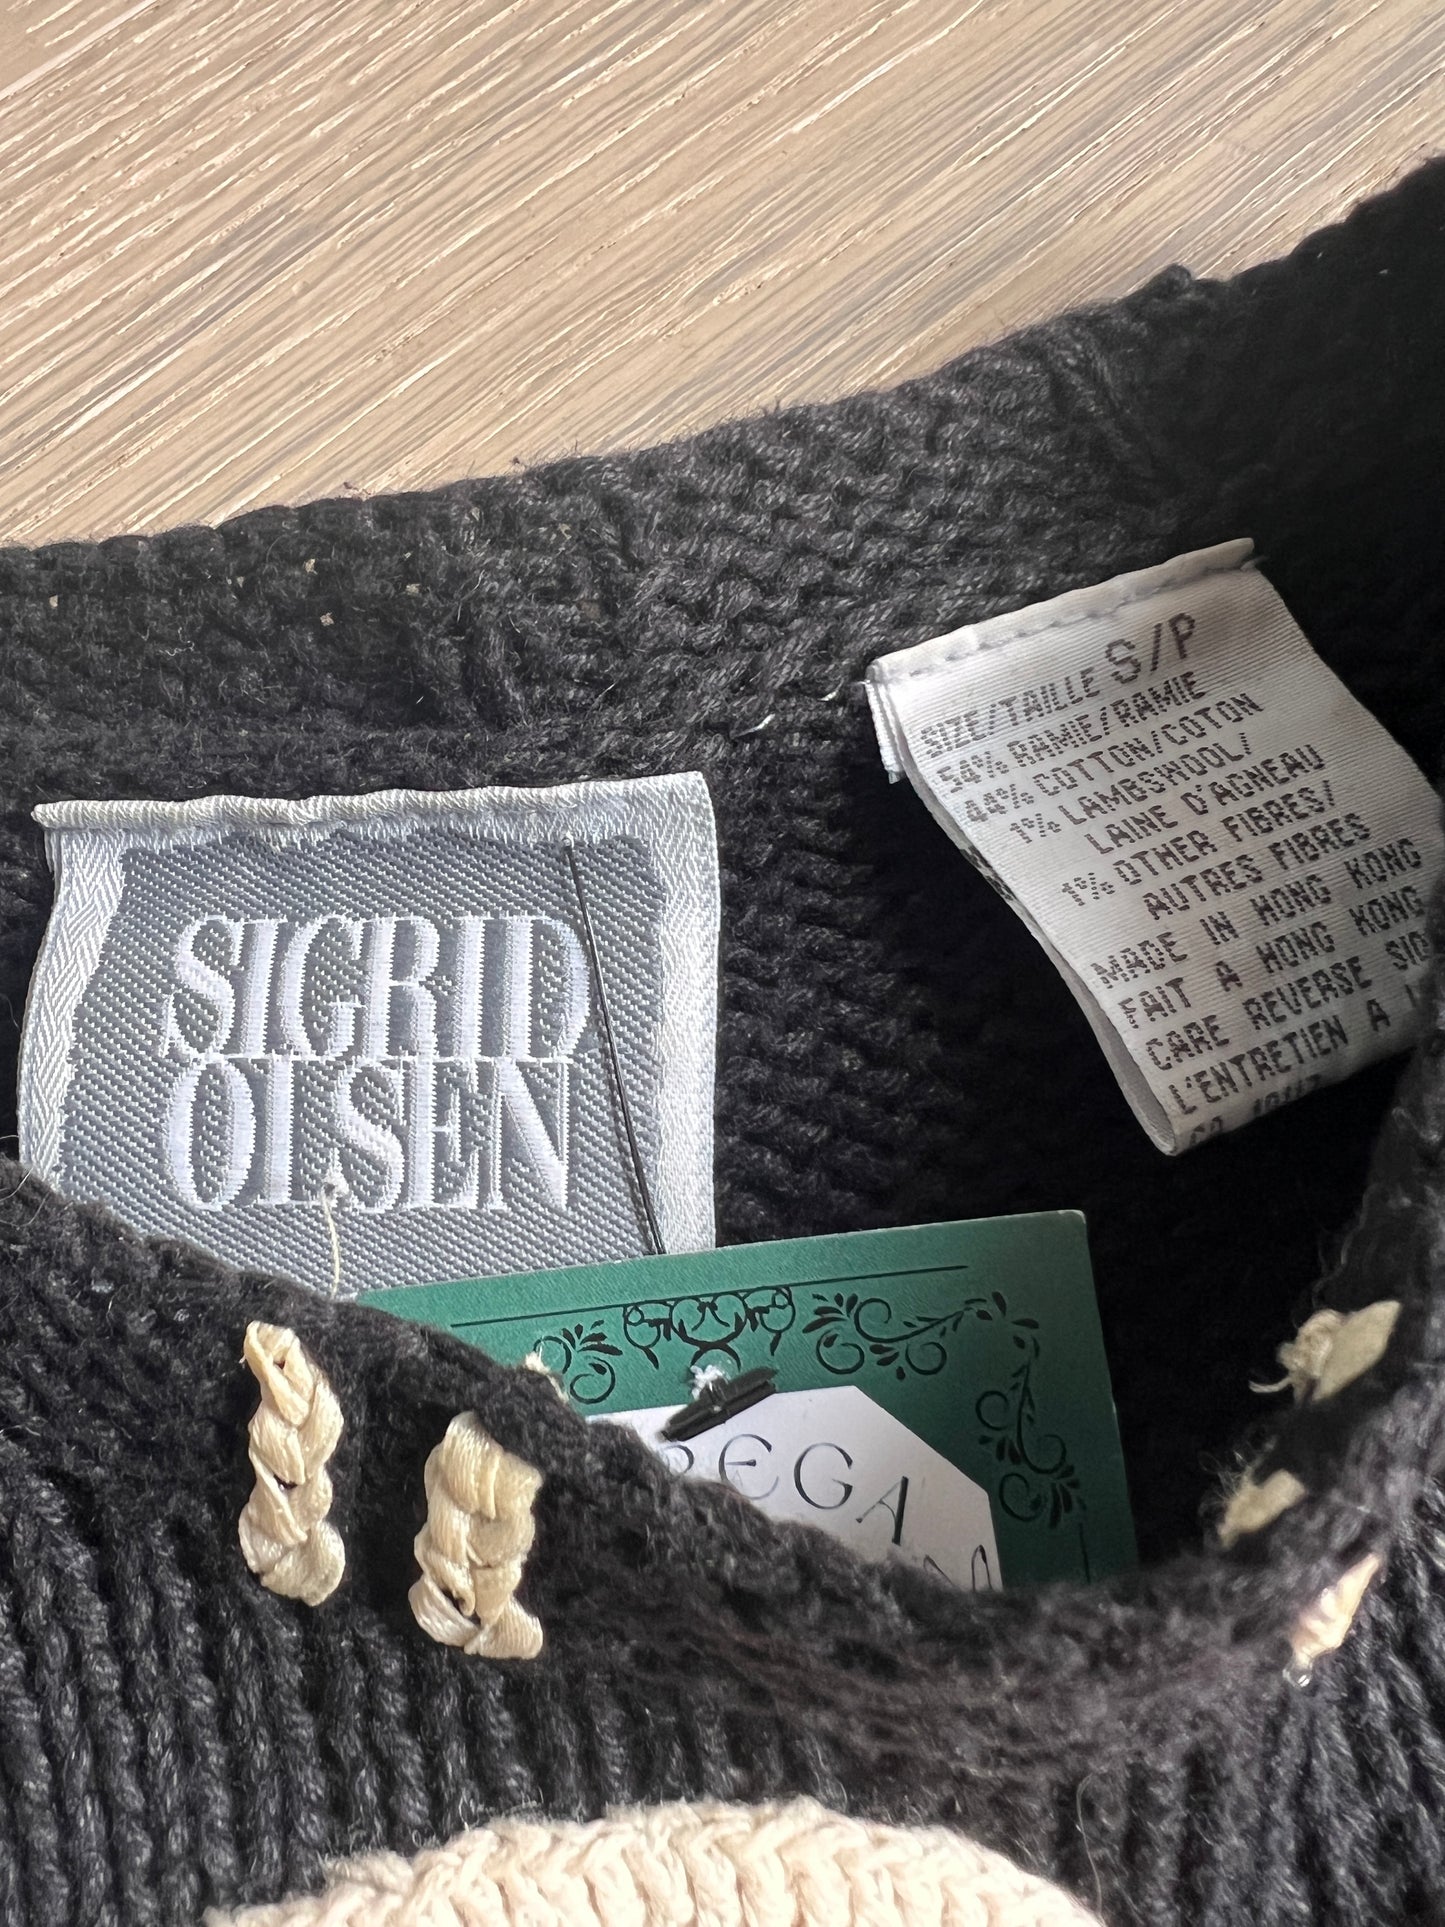 SIGRID
OLSEN
SIZE/TAILLE S/P
54% RAMIE/RAMIE
44% COTTON/COTON
1% LAMBSWOOL/
LAINE D'AGNEAU
1% OTHER FIBRES/
AUTRES FIBRES
MADE IN HONG KONG
FAIT A HONG KONG
CARE REVERSE
L'ENTRETIEN A